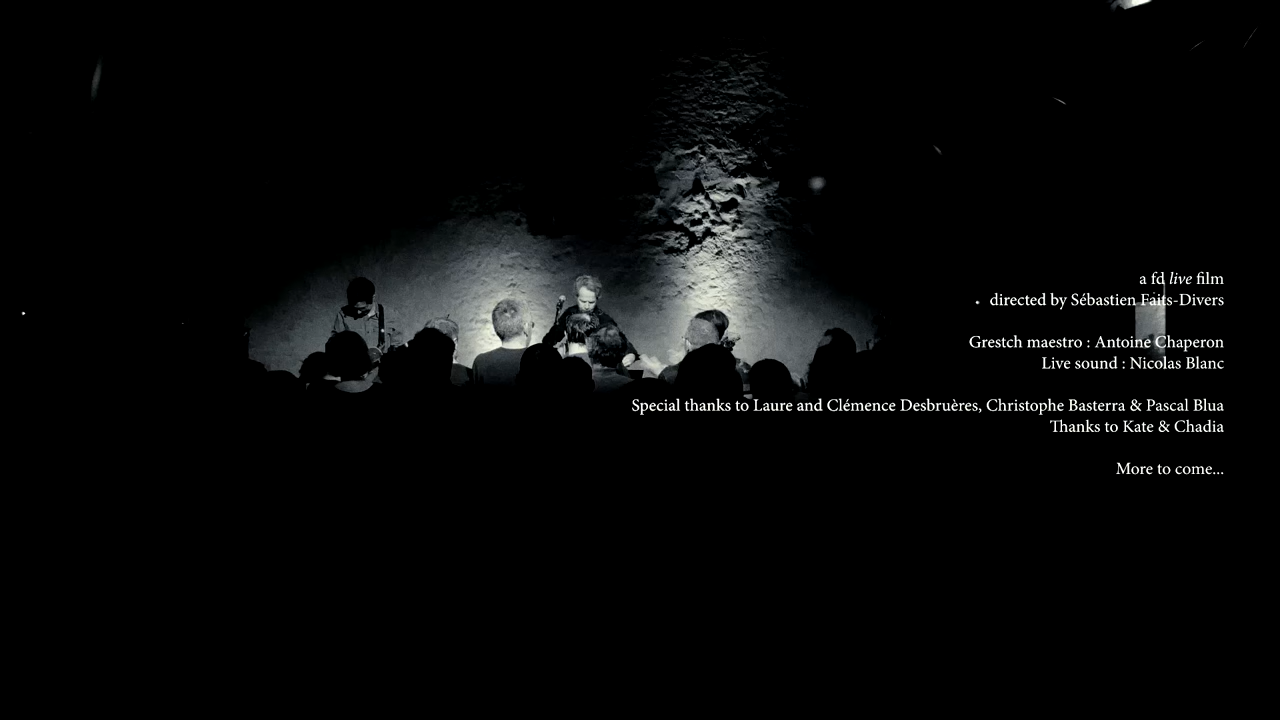 a fd live film
directed by Sébastien Faits-Divers
Grestch maestro : Antoine Chaperon
Live sound : Nicolas Blanc
Special thanks to Laure and Clémence Desbruères, Christophe Basterra & Pascal Blua
Thanks to Kate & Chadia
More to come...